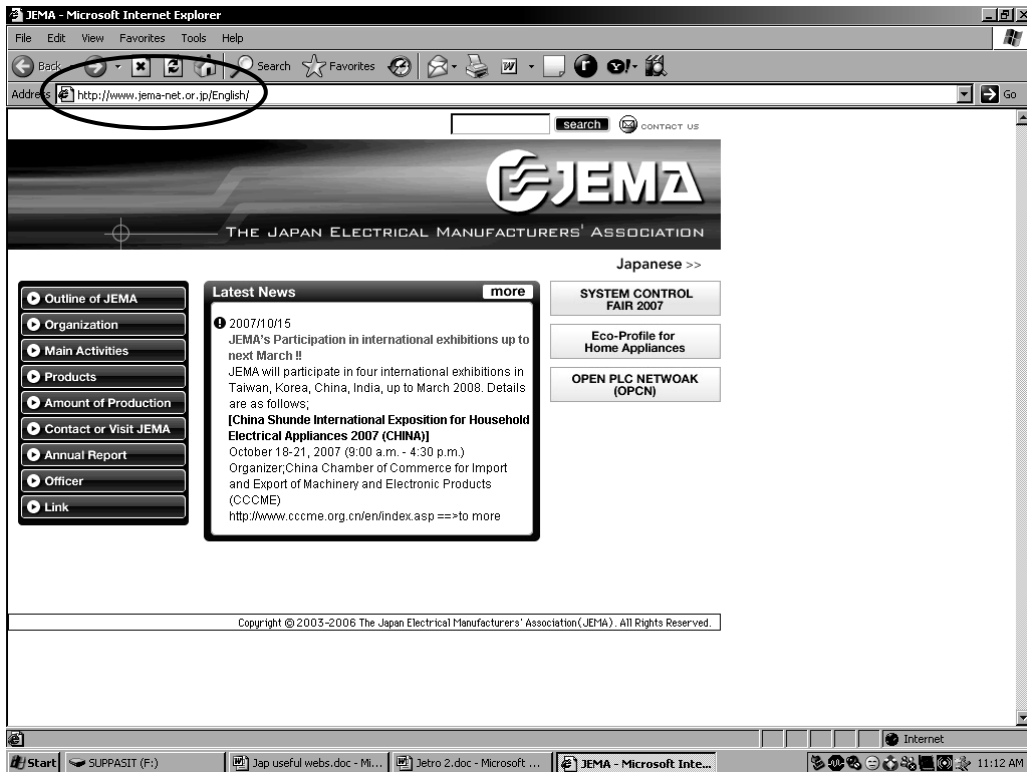 JEMA - Microsoft Internet Explorer
File Edit View Favorites Tools Help
Back Search Favorites
Address http://www.jema-net.or.jp/English/ Go
search CONTACT US
JEMA
THE JAPAN ELECTRICAL MANUFACTURERS' ASSOCIATION
Japanese >>
Outline of JEMA
Organization
Main Activities
Products
Amount of Production
Contact or Visit JEMA
Annual Report
Officer
Link
Latest News more
2007/10/15
JEMA's Participation in international exhibitions up to
next March !!
JEMA will participate in four international exhibitions in
Taiwan, Korea, China, India, up to March 2008. Details
are as follows;
[China Shunde International Exposition for Household
Electrical Appliances 2007 (CHINA)]
October 18-21, 2007 (9:00 a.m. - 4:30 p.m.)
Organizer;China Chamber of Commerce for Import
and Export of Machinery and Electronic Products
(CCCME)
http://www.cccme.org.cn/en/index.asp ==>to more
SYSTEM CONTROL
FAIR 2007
Eco-Profile for
Home Appliances
OPEN PLC NETWOAK
(OPCN)
Copyright © 2003-2006 The Japan Electrical Manufacturers' Association(JEMA). All Rights Reserved.
Internet
Start SUPPASIT (F:) Jap useful webs.doc - Mi... Jetro 2.doc - Microsoft ... JEMA - Microsoft Inte... 11:12 AM